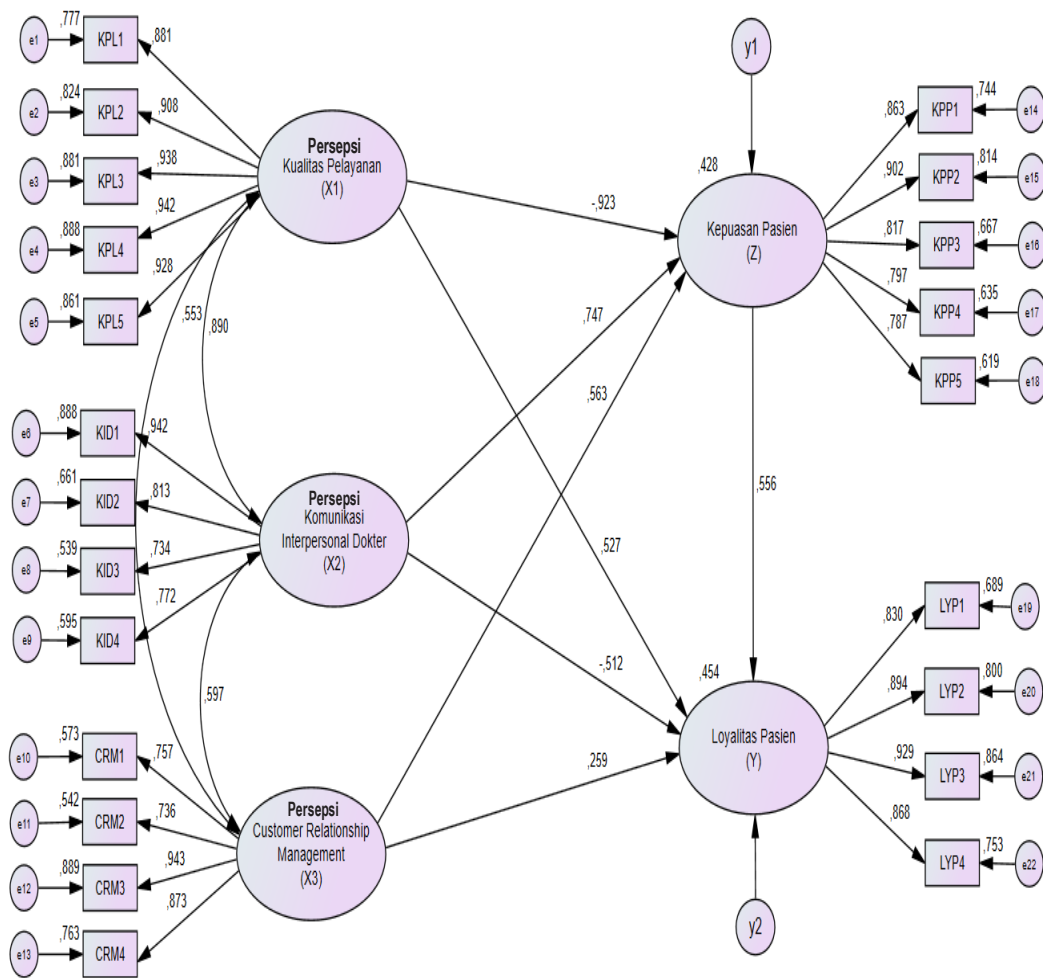 e1
,777
KPL1
,881
e2
,824
KPL2
,908
e3
,881
KPL3
,938
e4
,888
KPL4
,942
e5
,861
KPL5
,928
Persepsi
Kualitas Pelayanan
(X1)
,553
,890
e6
,888
KID1
,942
e7
,661
KID2
,813
e8
,539
KID3
,734
e9
,595
KID4
,772
Persepsi
Komunikasi
Interpersonal Dokter
(X2)
,597
e10
,573
CRM1
,757
e11
,542
CRM2
,736
e12
,889
CRM3
,943
e13
,763
CRM4
,873
Persepsi
Customer Relationship
Management
(X3)
-,923
,747
,563
,527
-,512
,259
,556
y1
,428
Kepuasan Pasien
(Z)
,863
KPP1
,744
e14
,902
KPP2
,814
e15
,817
KPP3
,667
e16
,797
KPP4
,635
e17
,787
KPP5
,619
e18
,454
Loyalitas Pasien
(Y)
y2
,830
LYP1
,689
e19
,894
LYP2
,800
e20
,929
LYP3
,864
e21
,868
LYP4
,753
e22